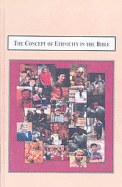 THE CONCEPT OF ETHNICITY IN THE BIBLE